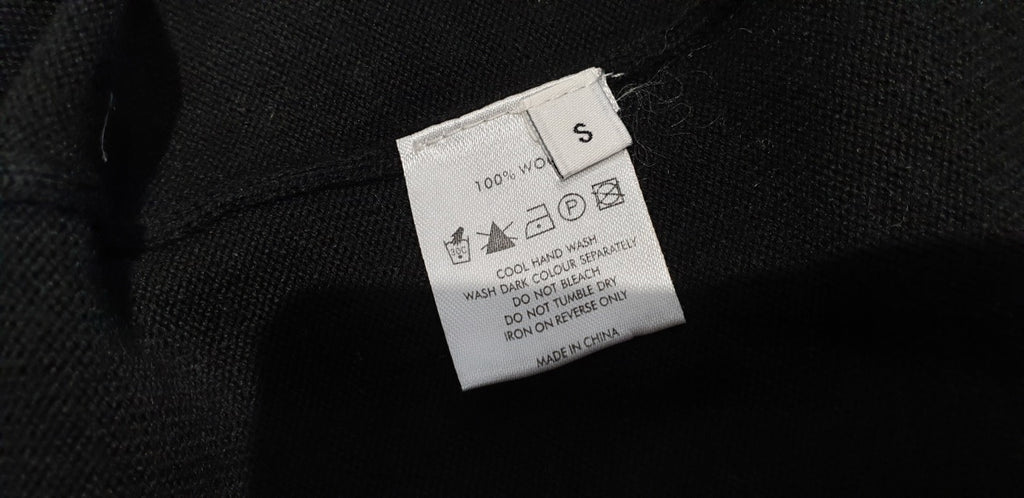 S
100% WO
30C
P
COOL HAND WASH
WASH DARK COLOUR SEPARATELY
DO NOT BLEACH
DO NOT TUMBLE DRY
IRON ON REVERSE ONLY
MADE IN CHINA